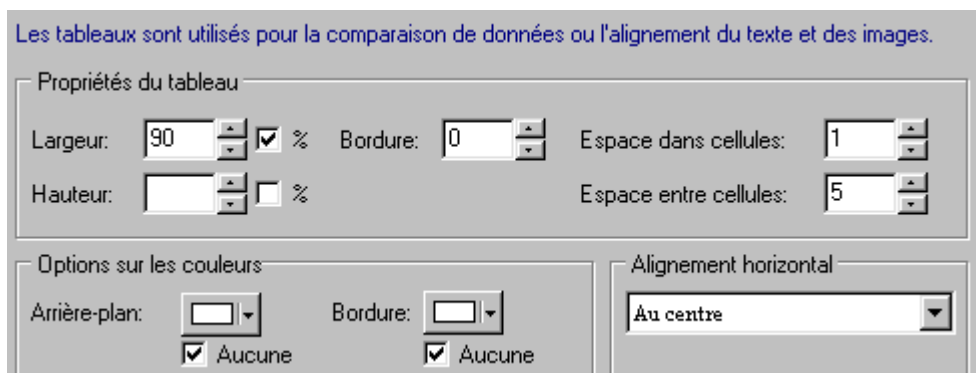 Les tableaux sont utilisés pour la comparaison de données ou l'alignement du texte et des images.
Propriétés du tableau
Largeur: 90 % Bordure: 0 Espace dans cellules: 1
Hauteur: % Espace entre cellules: 5
Options sur les couleurs Alignement horizontal
Arrière-plan: Bordure: Au centre
Aucune Aucune